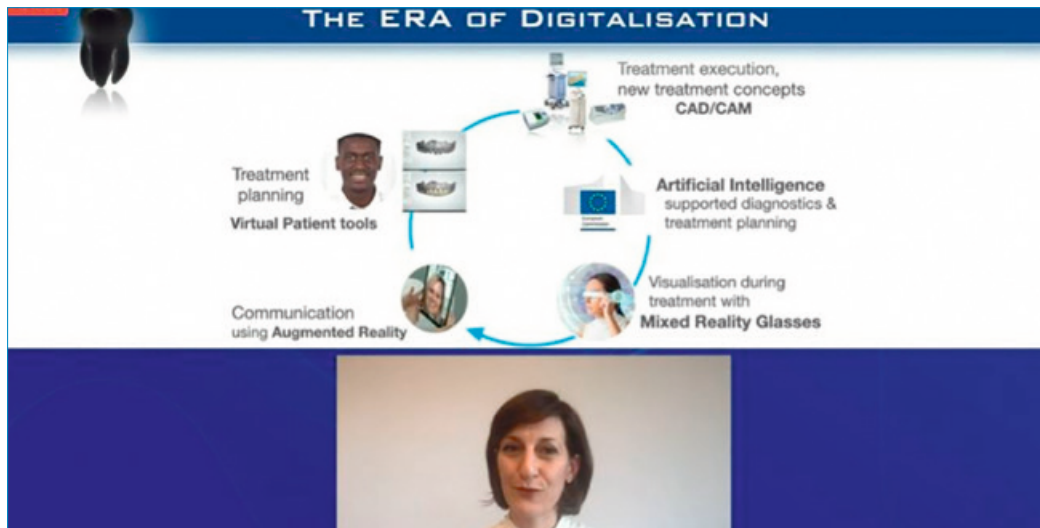 THE ERA OF DIGITALISATION
Treatment execution,
new treatment concepts
CAD/CAM
Treatment
planning
Virtual Patient tools
Artificial Intelligence
supported diagnostics &
treatment planning
Communication
using Augmented Reality
Visualisation during
treatment with
Mixed Reality Glasses